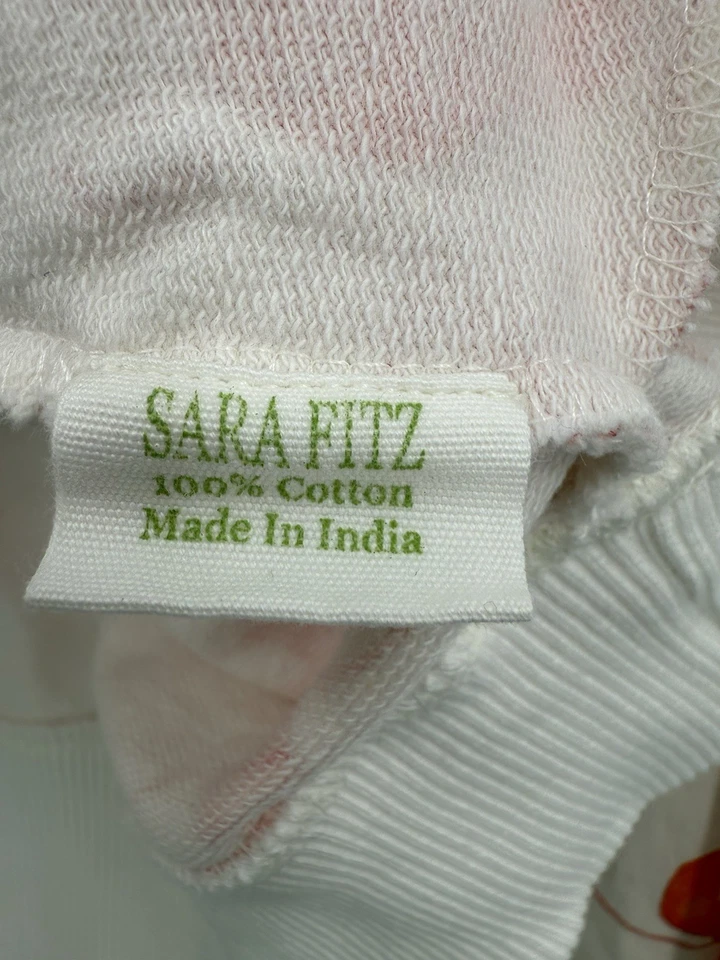 SARA FITZ
100% Cotton
Made In India